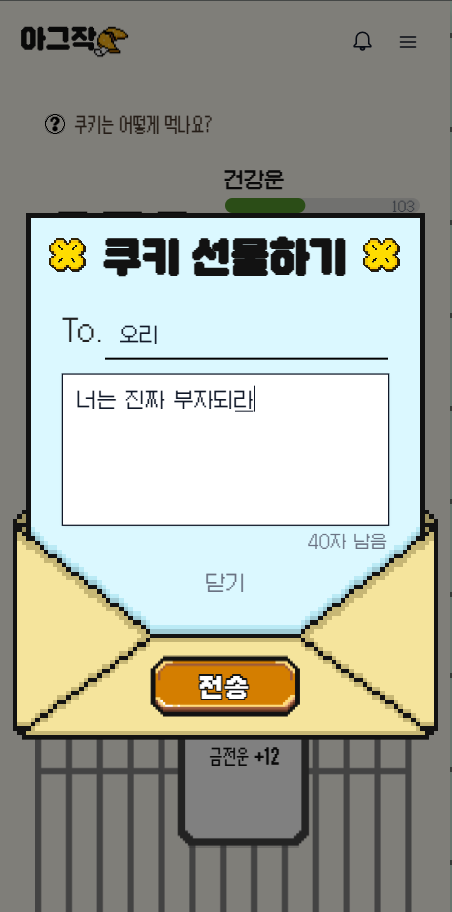 아그작
쿠키는 어떻게 먹나요?
건강운
103
쿠키 선물하기
To. 오리
너는 진짜 부자되라
40자 남음
닫기
전송
금전운 +12